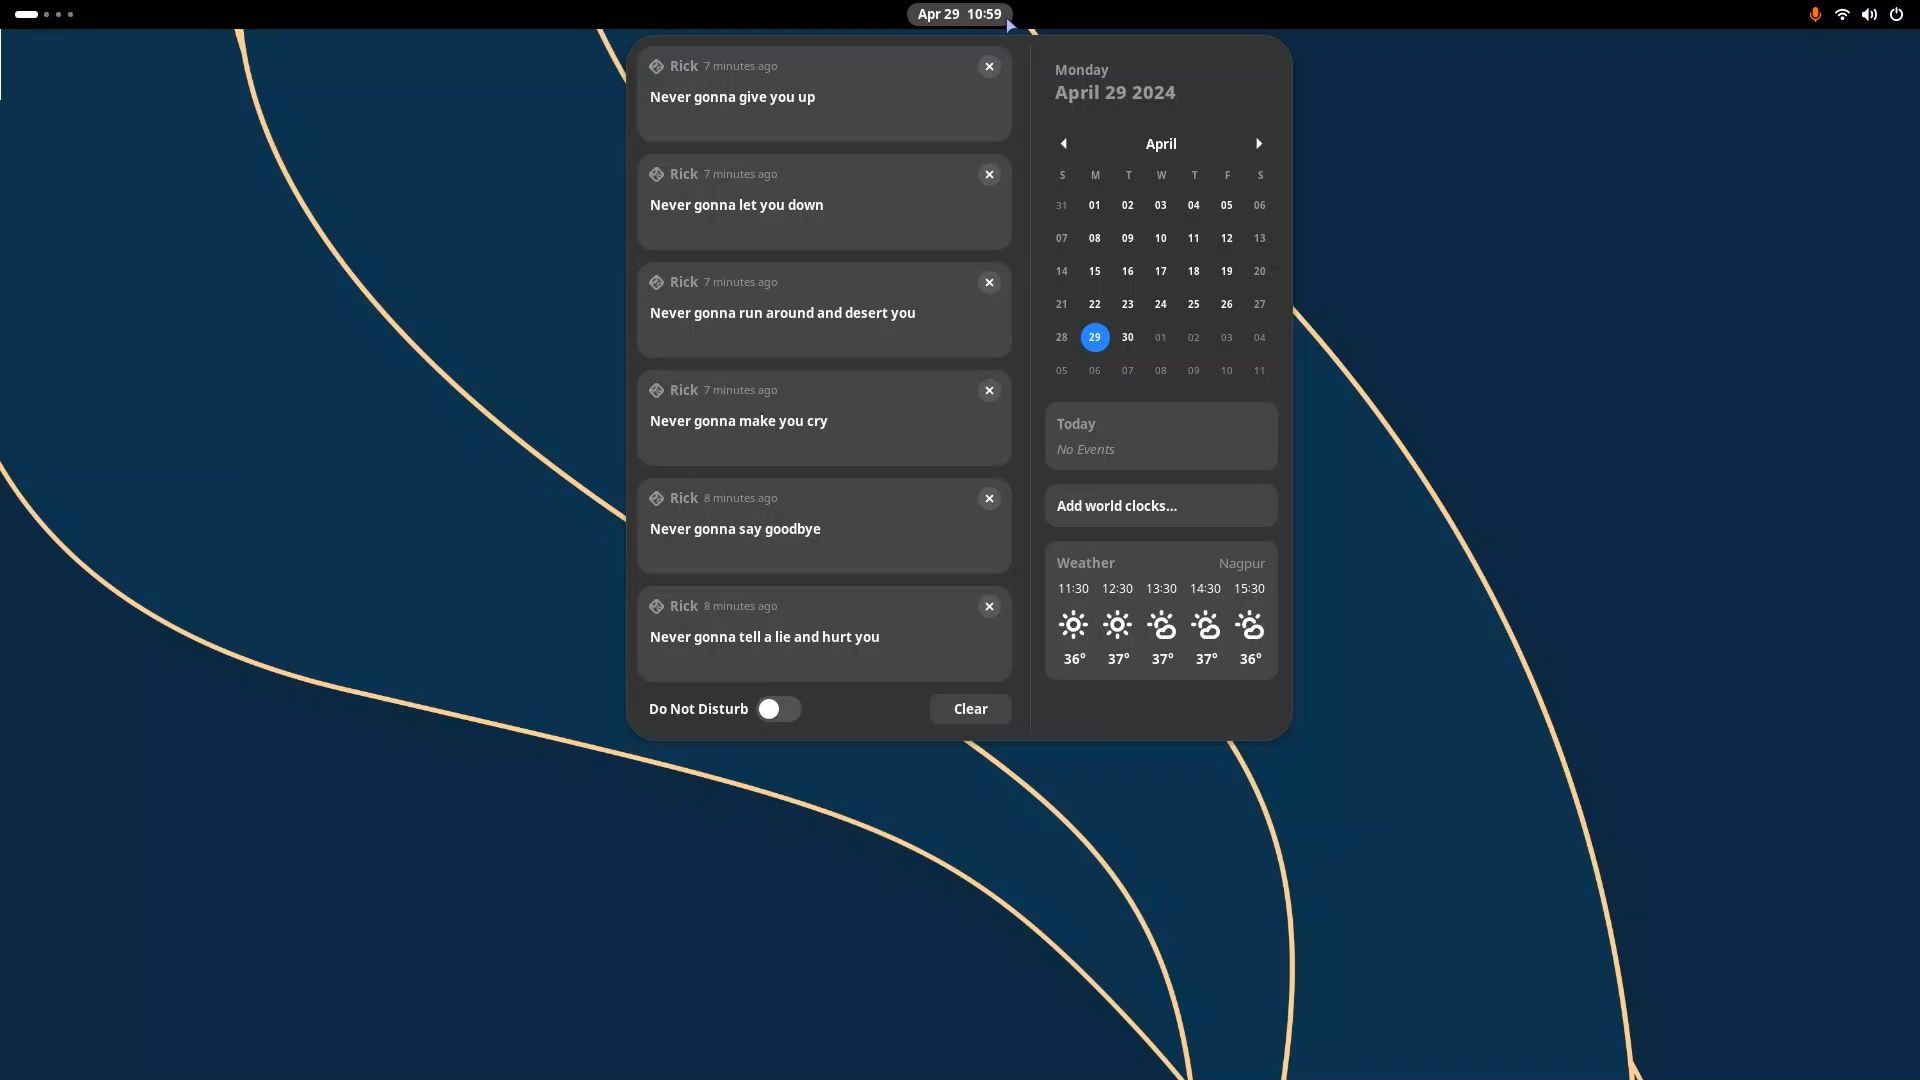 Apr 29 10:59
Rick 7 minutes ago
Never gonna give you up
Rick 7 minutes ago
Never gonna let you down
Rick 7 minutes ago
Never gonna run around and desert you
Rick 7 minutes ago
Never gonna make you cry
Rick 8 minutes ago
Never gonna say goodbye
Rick 8 minutes ago
Never gonna tell a lie and hurt you
Do Not Disturb
Clear
Monday
April 29 2024
April
S M T W T F S
31 01 02 03 04 05 06
07 08 09 10 11 12 13
14 15 16 17 18 19 20
21 22 23 24 25 26 27
28 29 30 01 02 03 04
05 06 07 08 09 10 11
Today
No Events
Add world clocks...
Weather Nagpur
11:30 12:30 13:30 14:30 15:30
36° 37° 37° 37° 36°